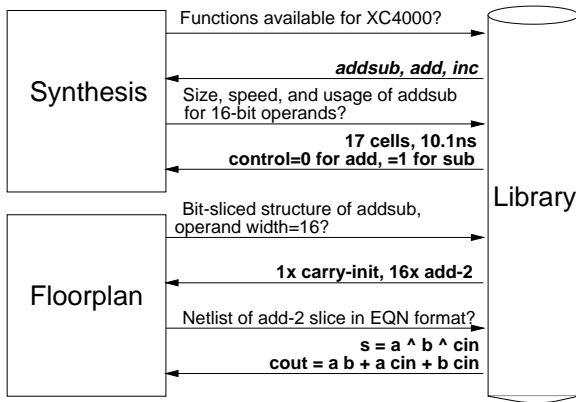 Functions available for XC4000?
addsub, add, inc
Synthesis
Size, speed, and usage of addsub
for 16-bit operands?
17 cells, 10.1ns
control=0 for add, =1 for sub
Library
Bit-sliced structure of addsub,
operand width=16?
1x carry-init, 16x add-2
Floorplan
Netlist of add-2 slice in EQN format?
s = a ^ b ^ cin
cout = a b + a cin + b cin